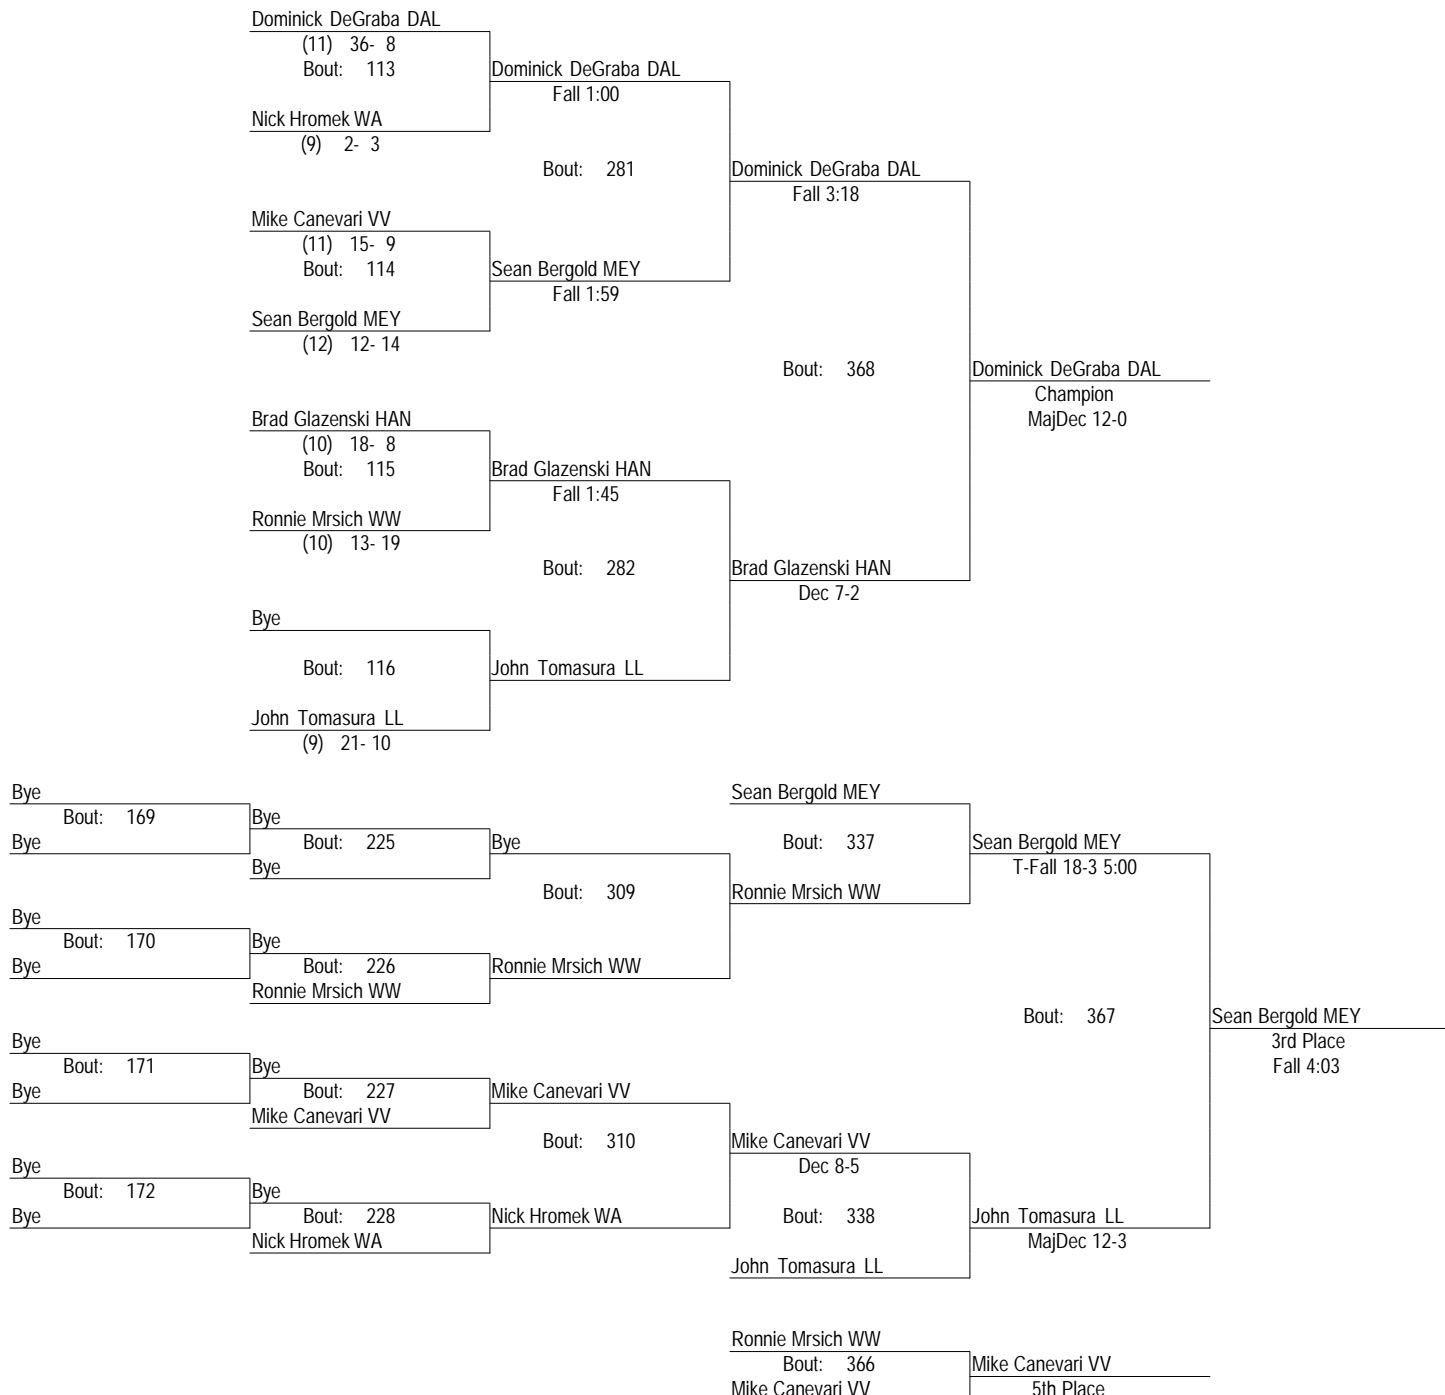 Dominick DeGraba DAL
(11) 36- 8
Bout: 113
Dominick DeGraba DAL
Fall 1:00
Nick Hromek WA
(9) 2- 3
Bout: 281
Dominick DeGraba DAL
Fall 3:18
Mike Canevari VV
(11) 15- 9
Bout: 114
Sean Bergold MEY
Fall 1:59
Sean Bergold MEY
(12) 12- 14
Bout: 368
Dominick DeGraba DAL
Champion
MajDec 12-0
Brad Glazenski HAN
(10) 18- 8
Bout: 115
Brad Glazenski HAN
Fall 1:45
Ronnie Mrsich WW
(10) 13- 19
Bout: 282
Brad Glazenski HAN
Dec 7-2
Bye
Bout: 116
John Tomasura LL
John Tomasura LL
(9) 21- 10
Bye
Bout: 169
Bye
Bye
Bout: 225
Bye
Bye
Sean Bergold MEY
Bout: 337
Sean Bergold MEY
T-Fall 18-3 5:00
Bout: 309
Ronnie Mrsich WW
Bye
Bout: 170
Bye
Bye
Bout: 226
Ronnie Mrsich WW
Ronnie Mrsich WW
Bout: 367
Sean Bergold MEY
3rd Place
Fall 4:03
Bye
Bout: 171
Bye
Bye
Bout: 227
Mike Canevari VV
Mike Canevari VV
Bout: 310
Mike Canevari VV
Dec 8-5
Bye
Bout: 172
Bye
Bye
Bout: 228
Nick Hromek WA
Nick Hromek WA
Bout: 338
John Tomasura LL
MajDec 12-3
John Tomasura LL
Ronnie Mrsich WW
Bout: 366
Mike Canevari VV
Mike Canevari VV
5th Place